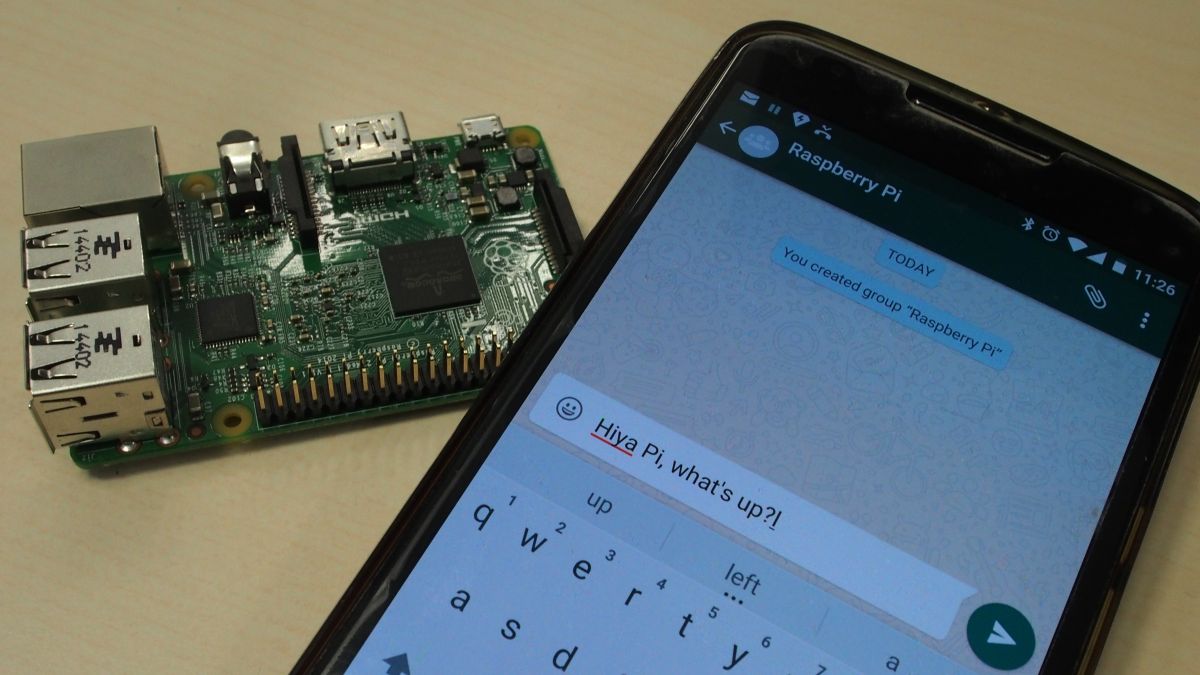 14402
14402
HDMI
Raspberry Pi
11:26
TODAY
You created group "Raspberry Pi"
Hiya Pi, what's up?
up
left
a
1 2 3 4 5 6 7
q w e r t y
a s d